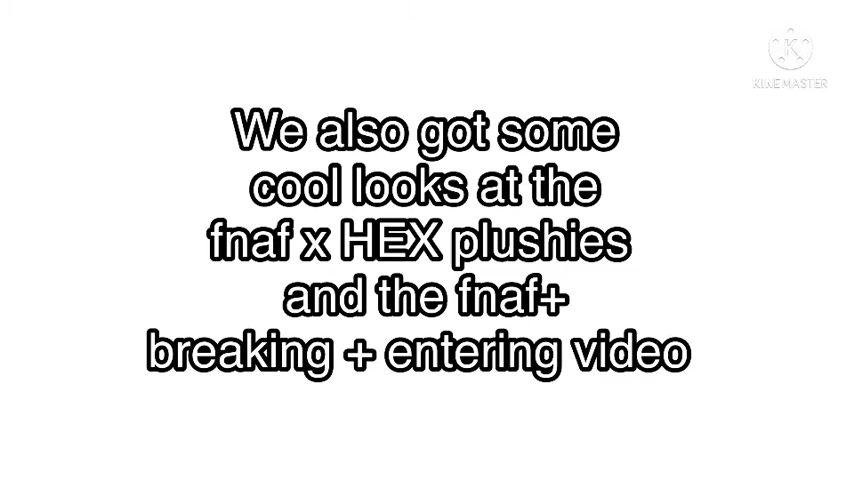 K
KINEMASTER
We also got some
cool looks at the
fnaf x HEX plushies
and the fnaf+
breaking + entering video